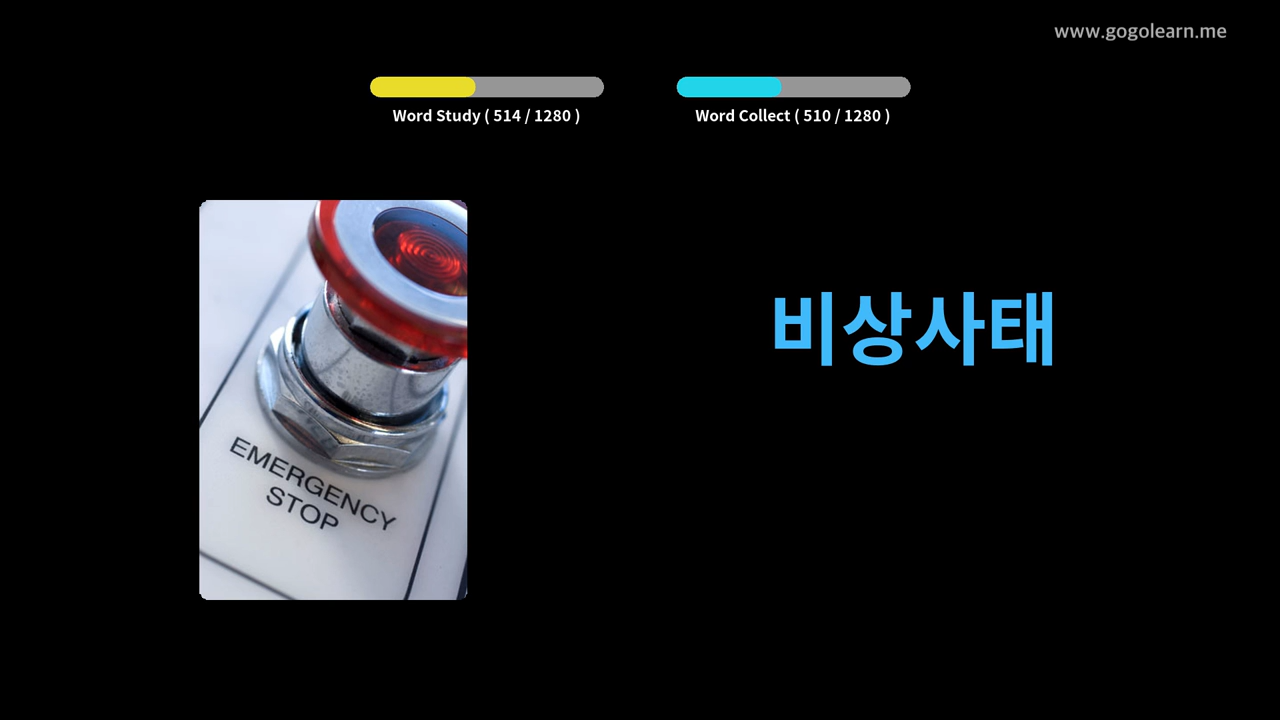 www.gogolearn.me
Word Study ( 514 / 1280 )
Word Collect ( 510 / 1280 )
비상사태
EMERGENCY
STOP